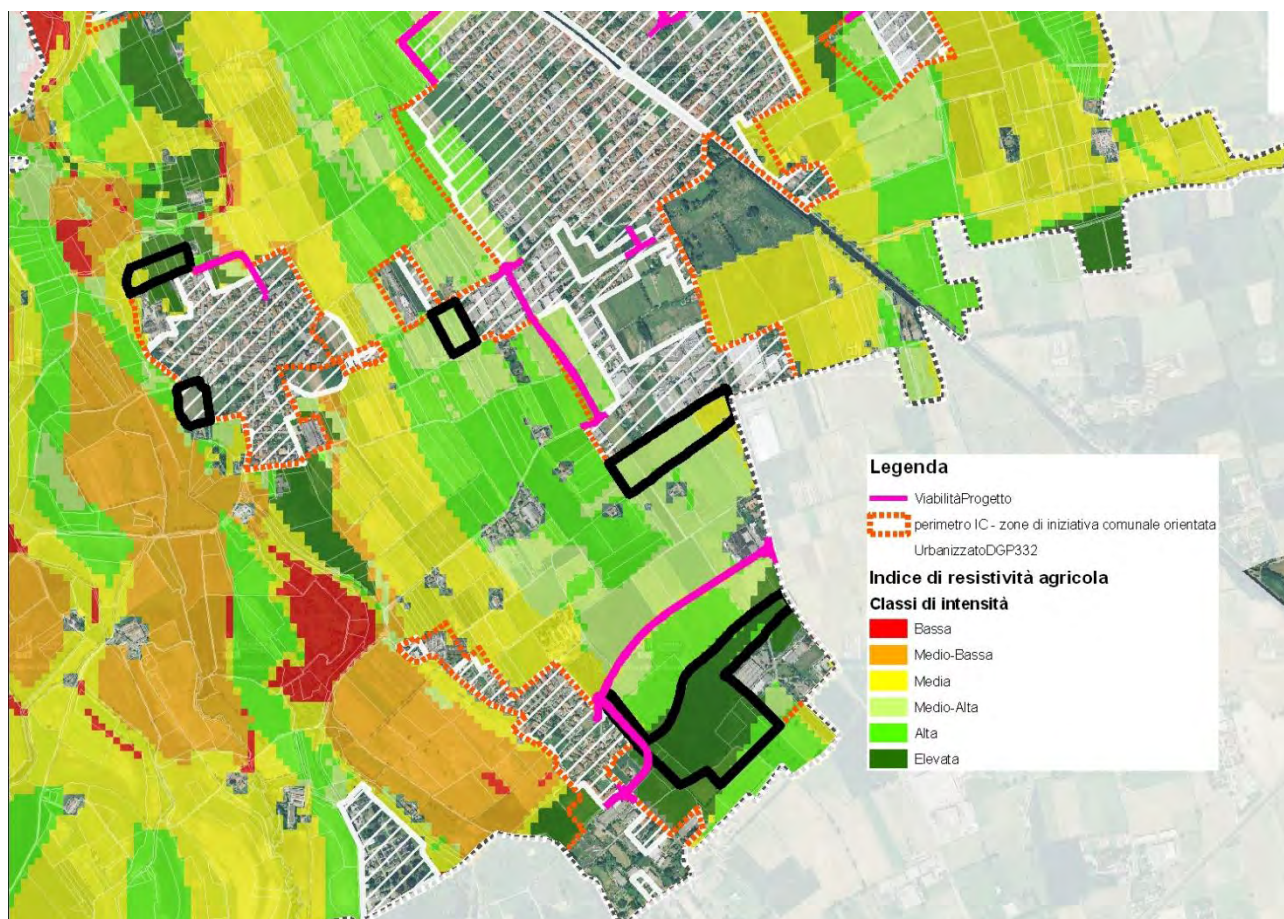 Legenda
ViabilitàProgetto
perimetro IC - zone di iniziativa comunale orientata
UrbanizzatoDGP332
Indice di resistività agricola
Classi di intensità
Bassa
Medio-Bassa
Media
Medio-Alta
Alta
Elevata